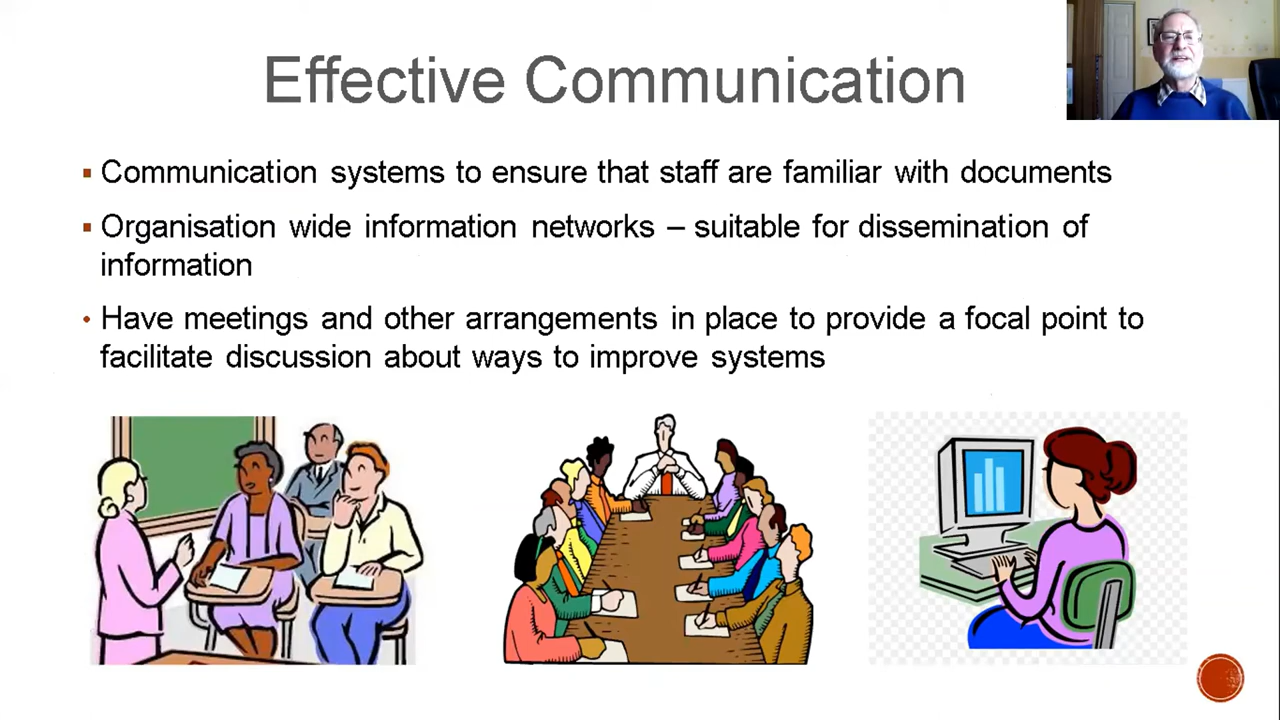 Effective Communication
▪ Communication systems to ensure that staff are familiar with documents
▪ Organisation wide information networks – suitable for dissemination of
information
• Have meetings and other arrangements in place to provide a focal point to
facilitate discussion about ways to improve systems